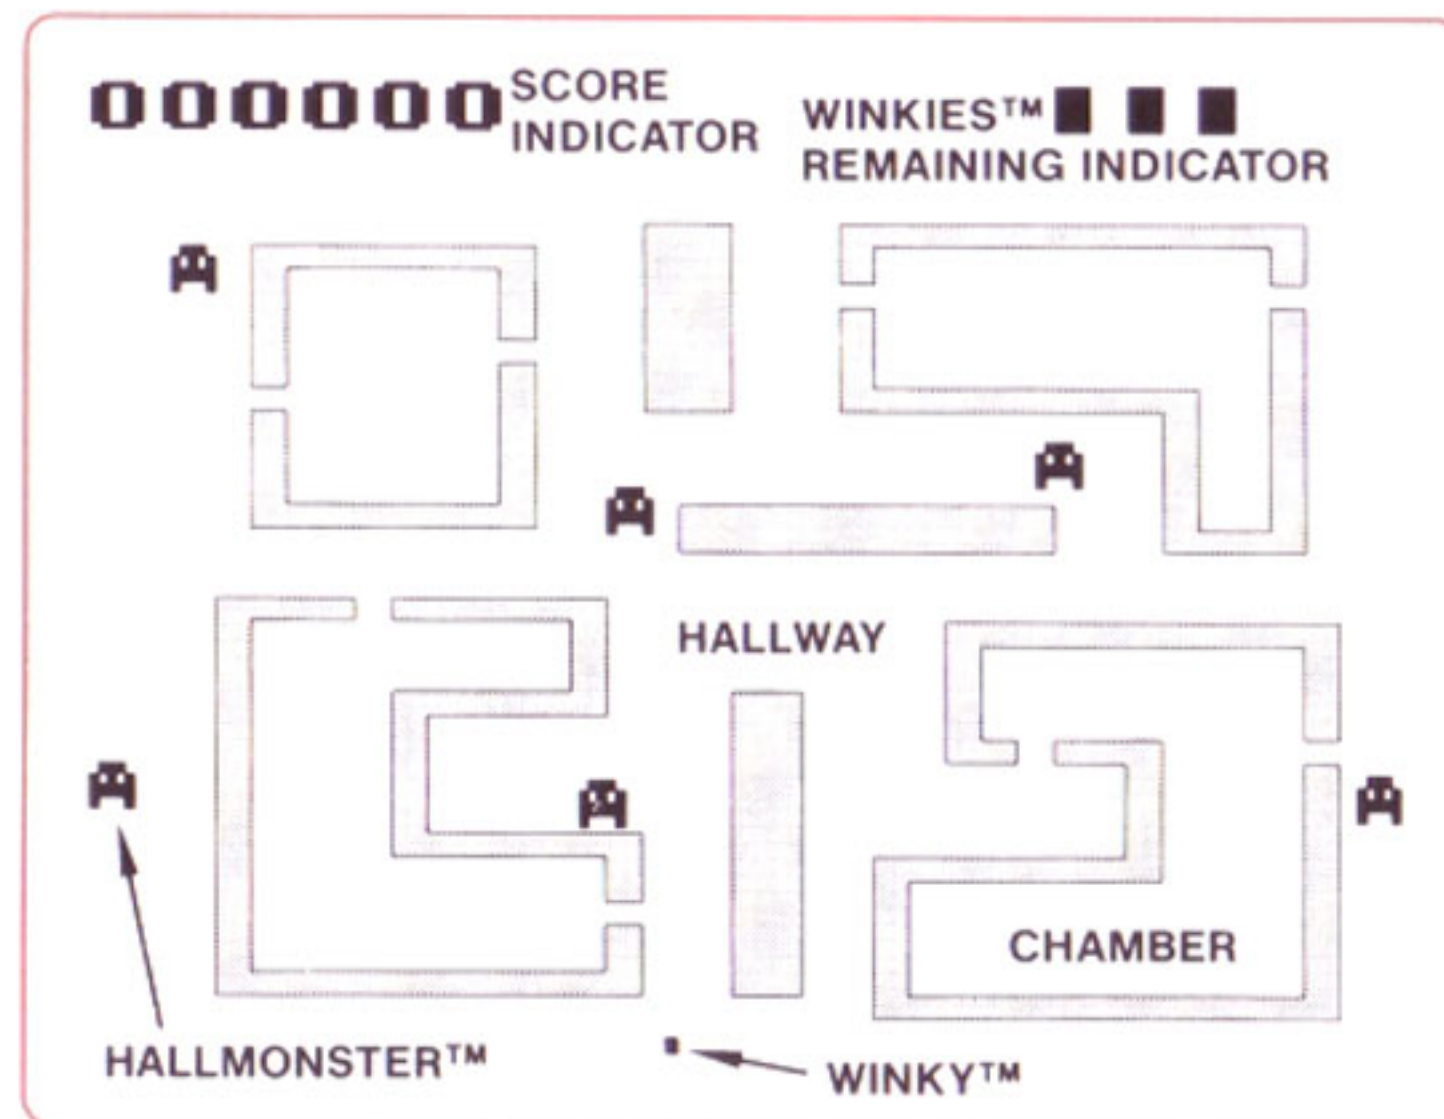 000000 SCORE
INDICATOR
WINKIES™
REMAINING INDICATOR
HALLWAY
CHAMBER
HALLMONSTER™
WINKY™